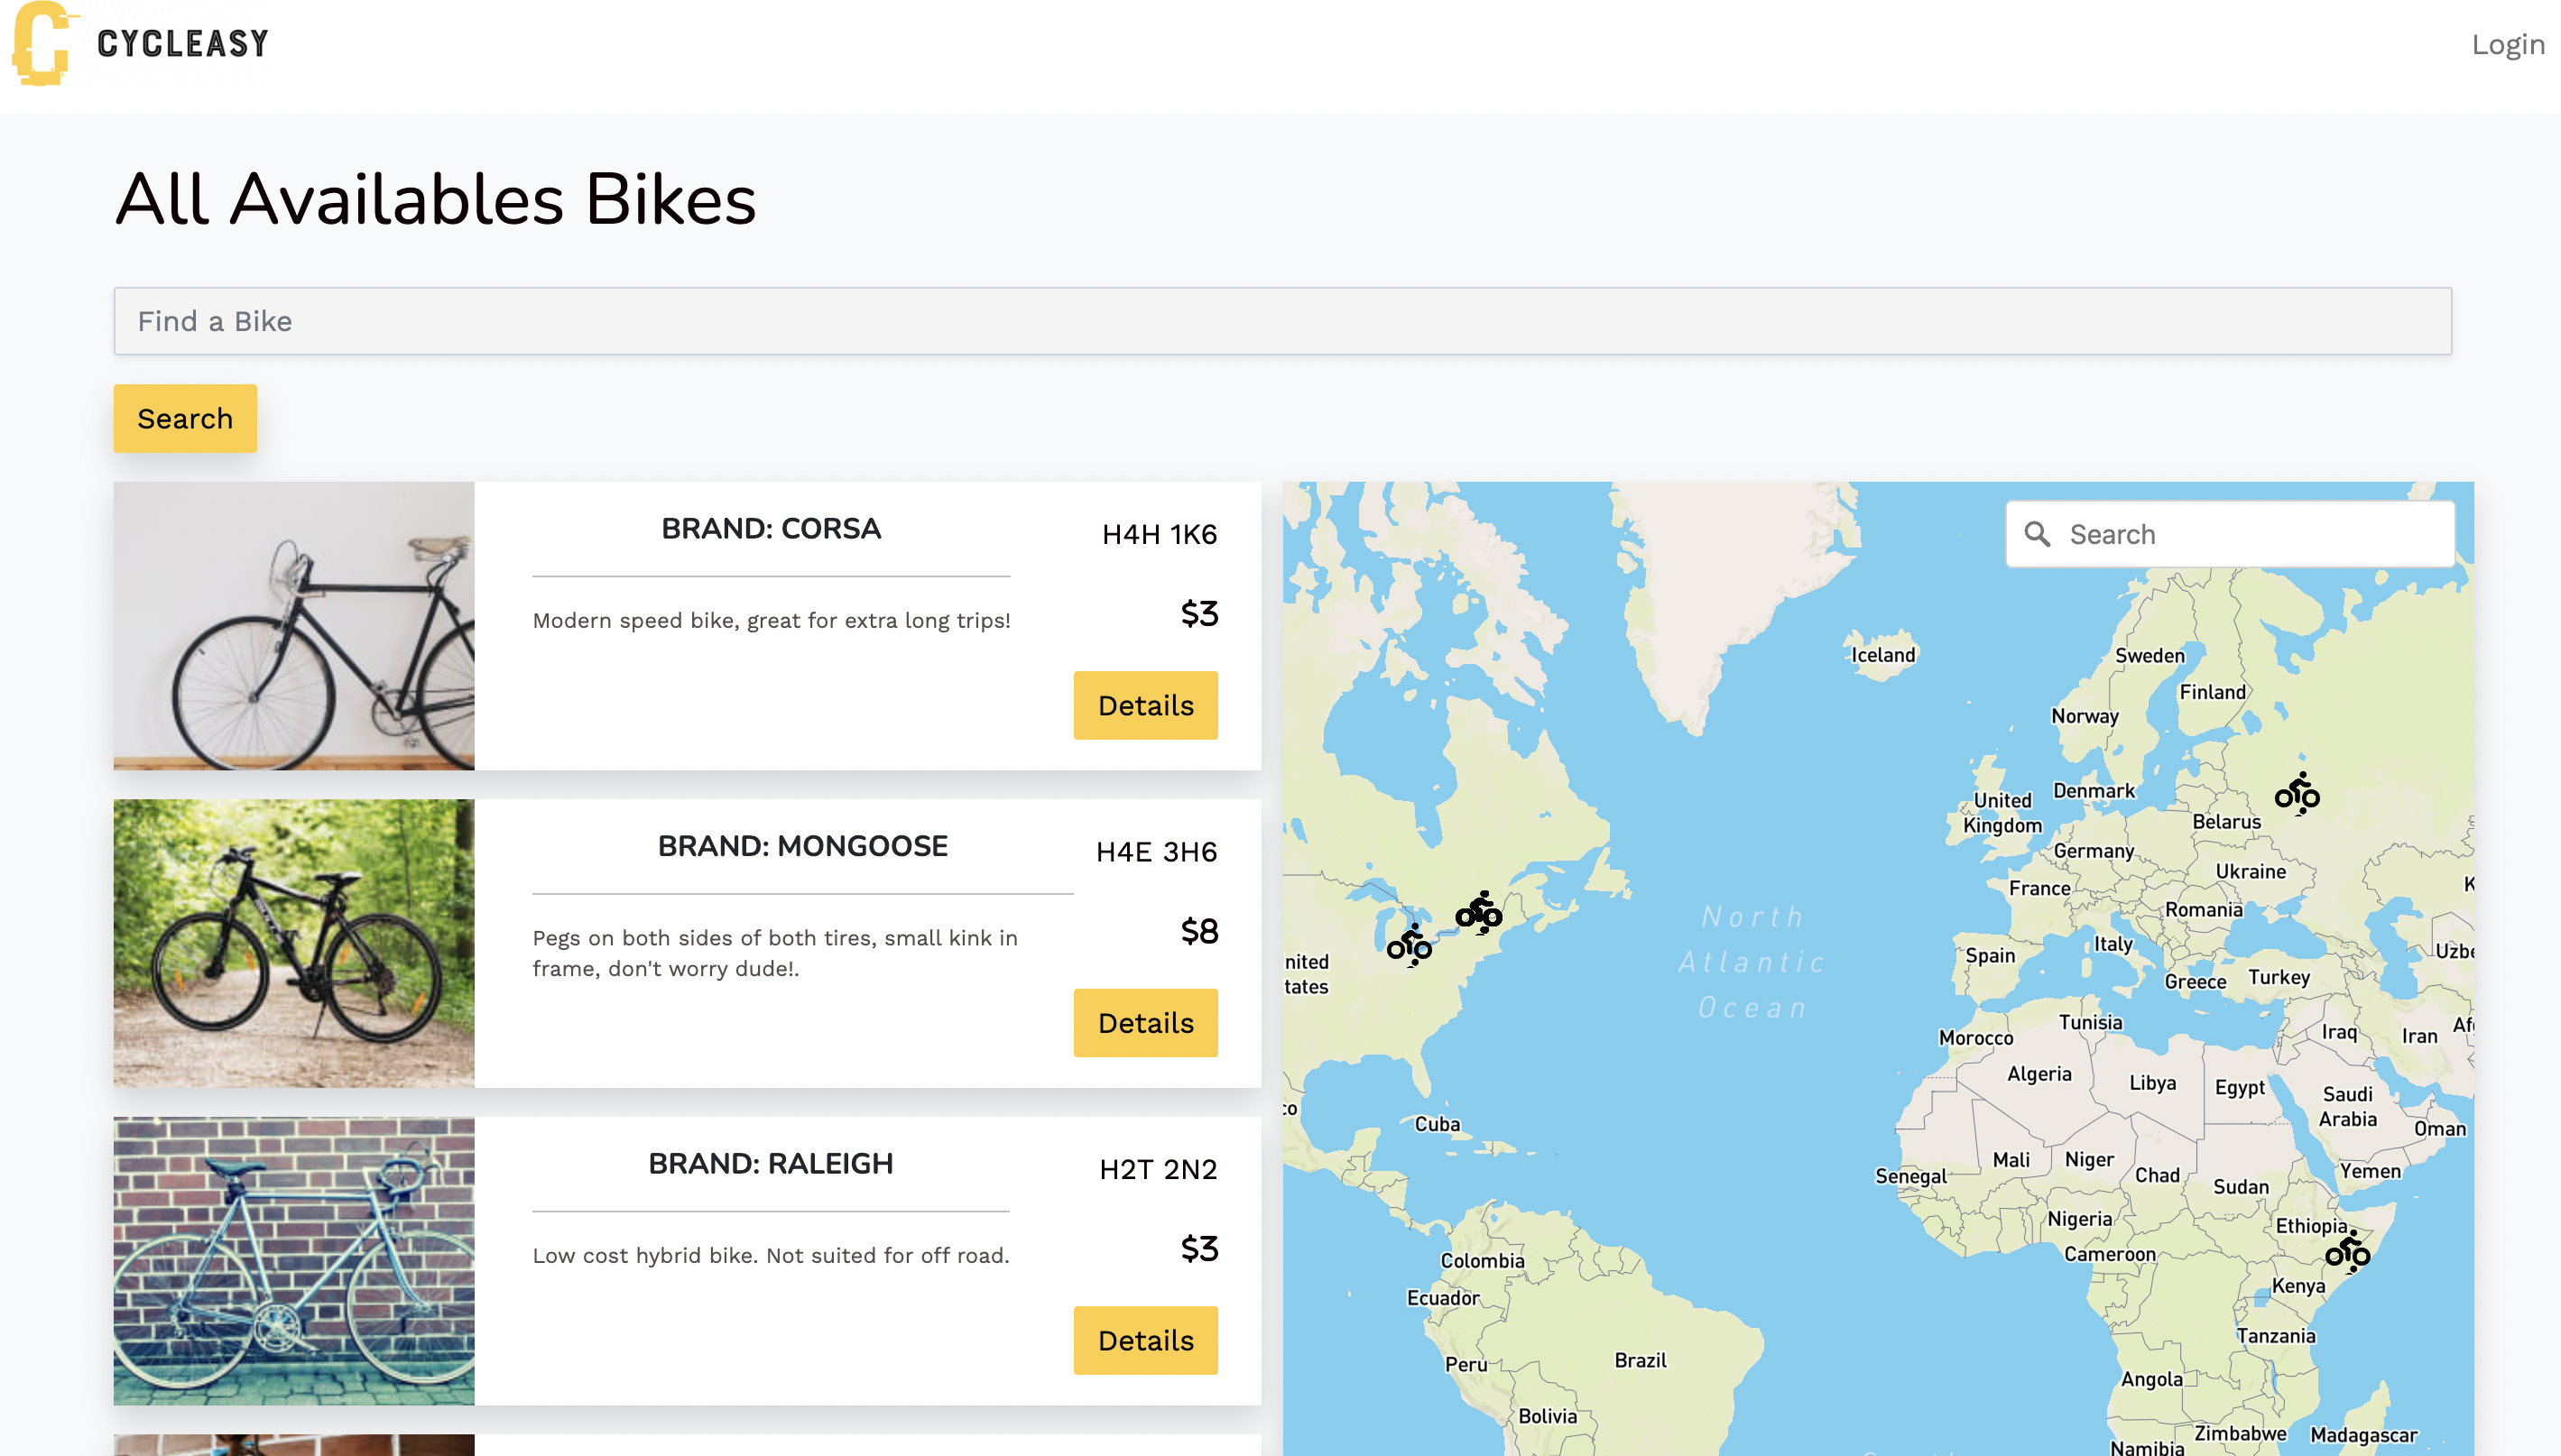 CYCLEASY
Login
All Availables Bikes
Find a Bike
Search
BRAND: CORSA
H4H 1K6
Modern speed bike, great for extra long trips!
$3
Details
BRAND: MONGOOSE
H4E 3H6
Pegs on both sides of both tires, small kink in
frame, don't worry dude!.
$8
Details
BRAND: RALEIGH
H2T 2N2
Low cost hybrid bike. Not suited for off road.
$3
Details
Search
Iceland
Sweden
Finland
Norway
Denmark
United
Kingdom
Belarus
Germany
Ukraine
France
K
Romania
North
Atlantic
Ocean
Italy
Spain
Uzbe
nited
tates
Greece
Turkey
Tunisia
Morocco
Iraq
Iran
Af
Algeria
Libya
Egypt
Saudi
Arabia
co
Cuba
Oman
Mali
Niger
Chad
Yemen
Senegal
Sudan
Nigeria
Ethiopia
Cameroon
Colombia
Kenya
Ecuador
Tanzania
Peru
Brazil
Angola
Bolivia
Zimbabwe
Madagascar
Namibia